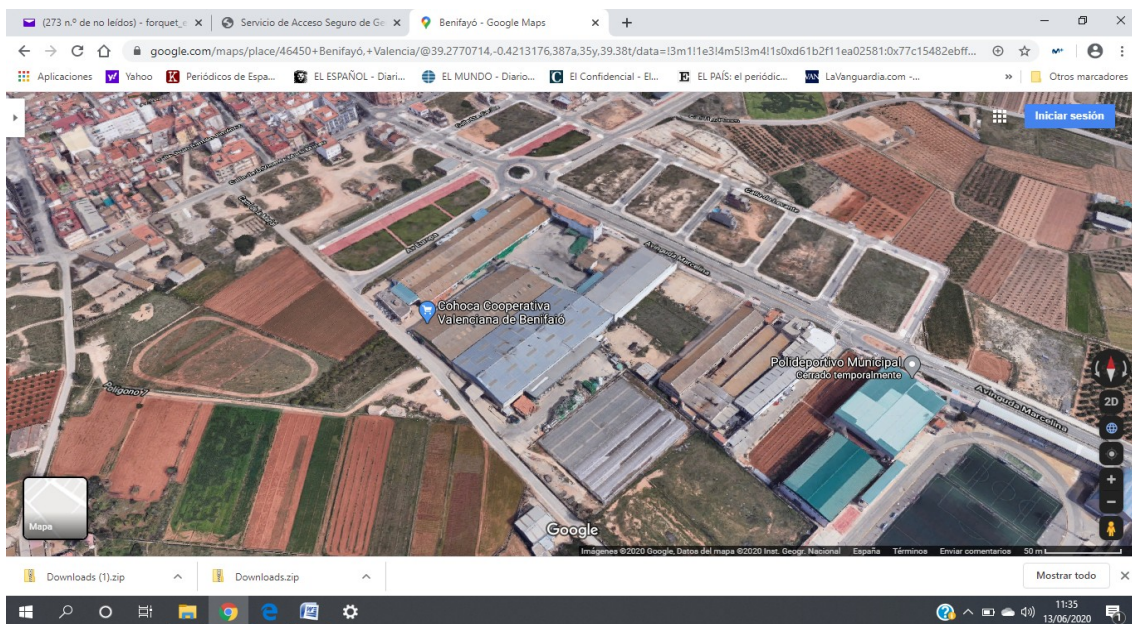 (273 n.º de no leídos) - forquet_e
Servicio de Acceso Seguro de Ge
Benifayó - Google Maps
google.com/maps/place/46450+Benifayó,+Valencia/@39.2770714,-0.4213176,387a,35y,39.38t/data=!3m1!1e3!4m5!3m4!1s0xd61b2f11ea02581:0x77c15482ebff...
Aplicaciones
Yahoo
Periódicos de Espa...
EL ESPAÑOL - Diari...
EL MUNDO - Diario...
El Confidencial - El...
EL PAÍS: el periódic...
LaVanguardia.com -...
»
Otros marcadores
Iniciar sesión
Avinguda Marcelina
Cohoca Cooperativa
Valenciana de Benifaió
Polideportivo Municipal
Cerrado temporalmente
Avinguda Marcelina
Polígono
2D
Mapa
Google
Imágenes ©2020 Google, Datos del mapa ©2020 Inst. Geogr. Nacional España Términos Enviar comentarios 50 m
Downloads (1).zip
Downloads.zip
Mostrar todo
11:35
13/06/2020